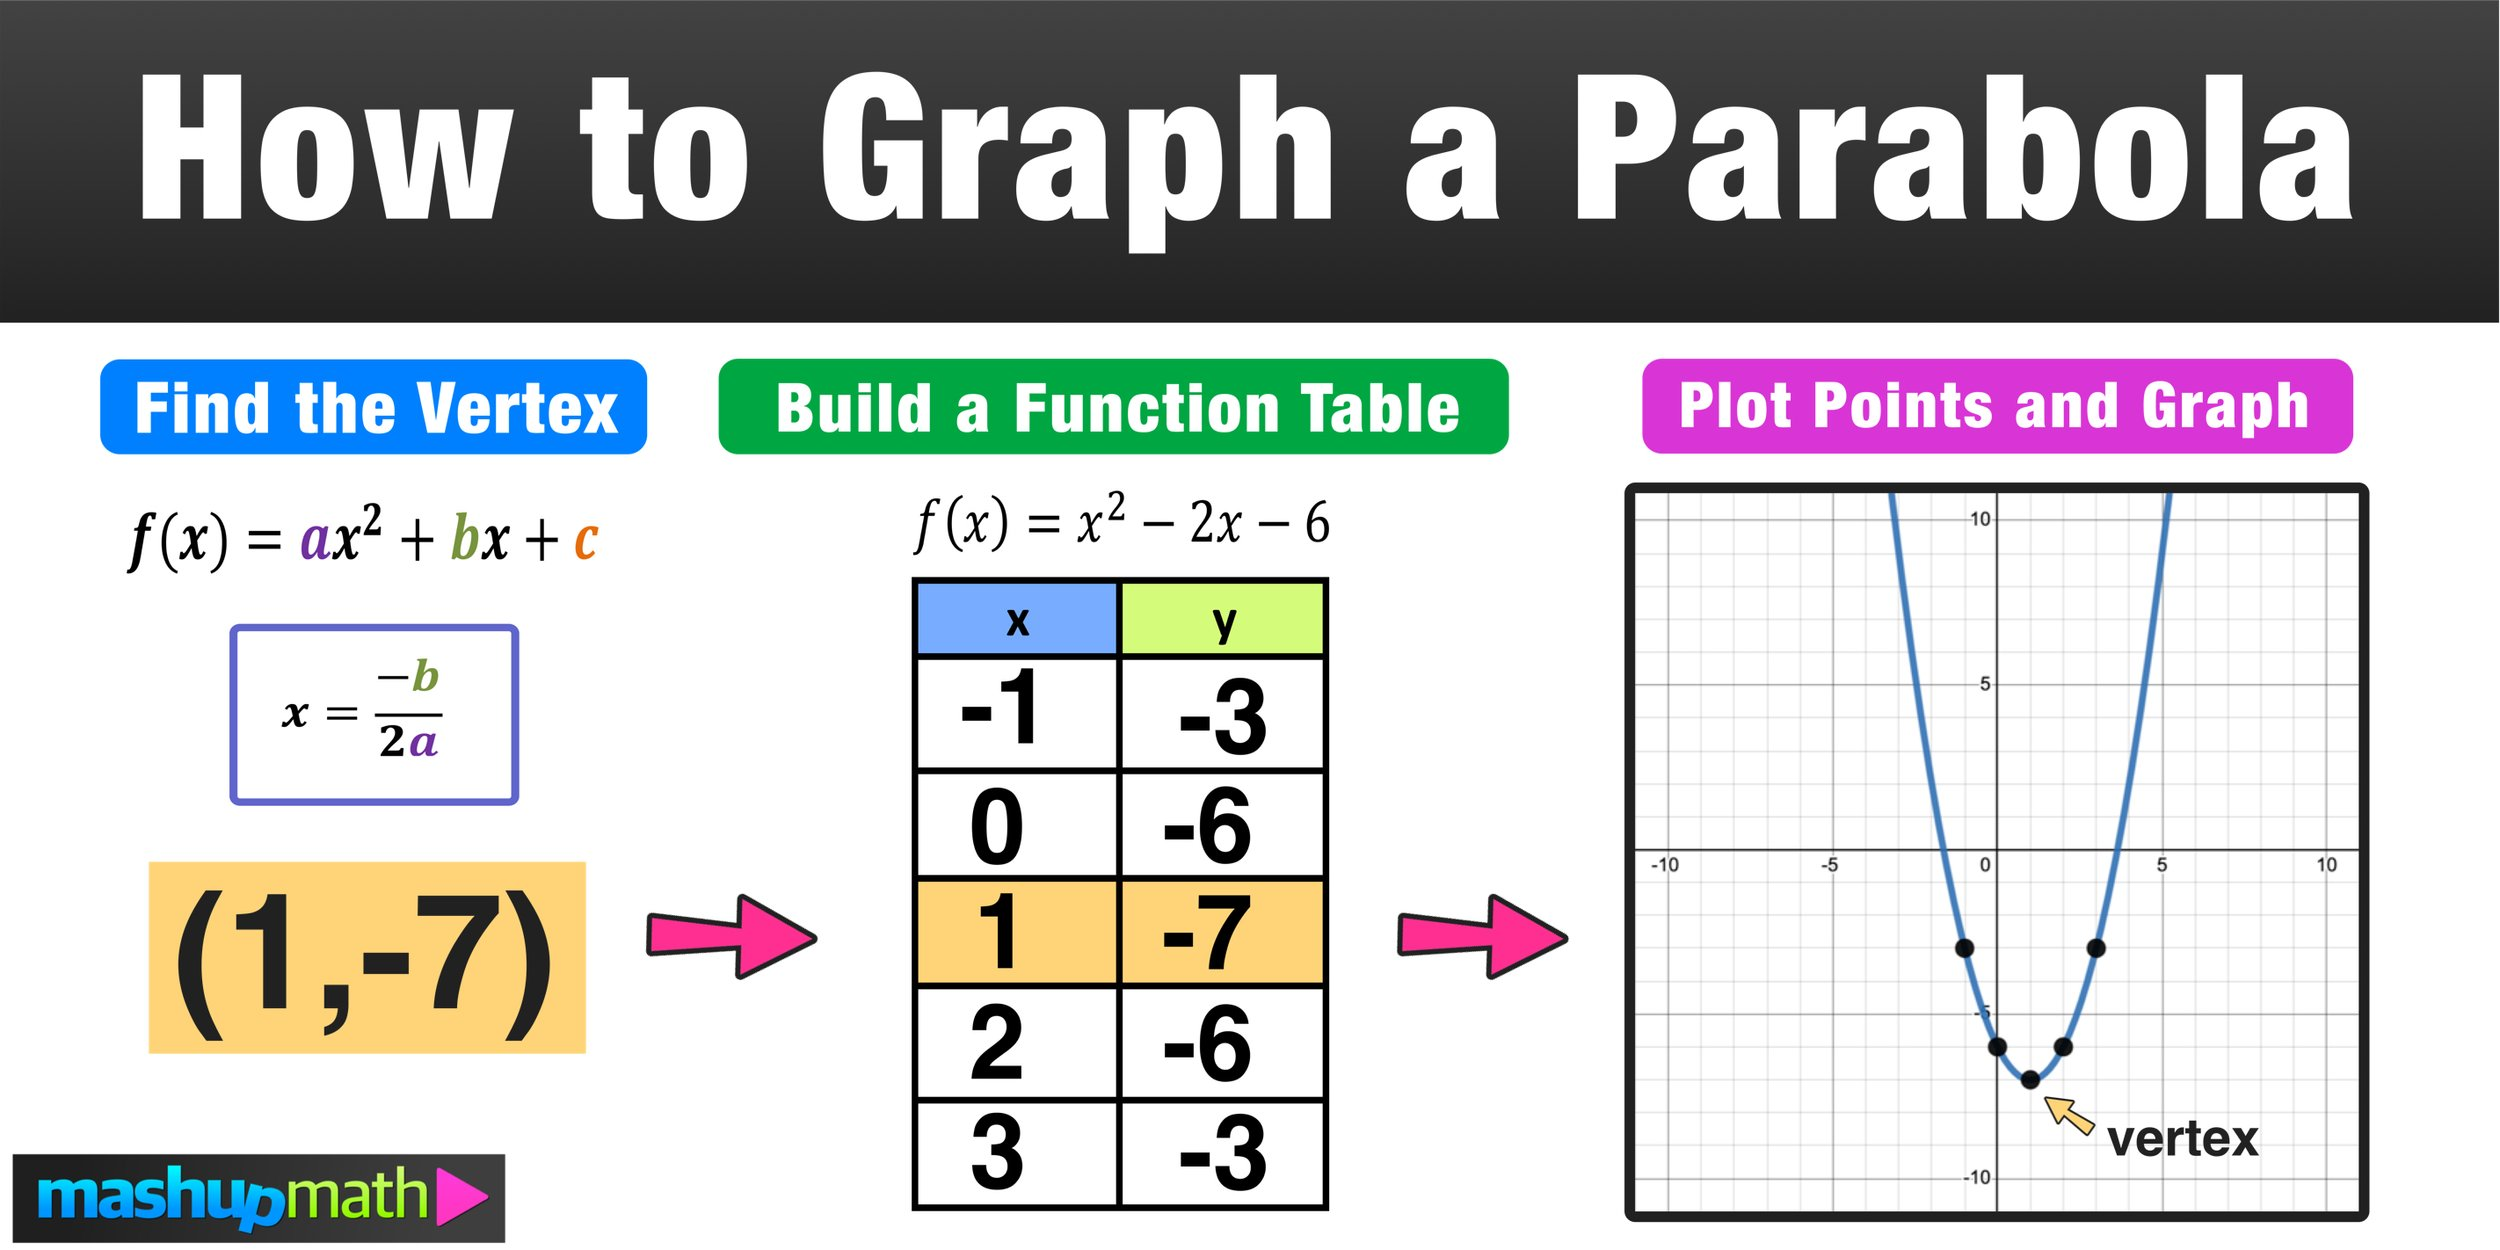 How to Graph a Parabola
Find the Vertex
f(x) = ax² + bx + c
x = −b / 2a
(1,-7)
mashupmath
Build a Function Table
f(x) = x² − 2x − 6
x y
-1 -3
0 -6
1 -7
2 -6
3 -3
Plot Points and Graph
10
5
-10 -5 0 5 10
-5
vertex
-10